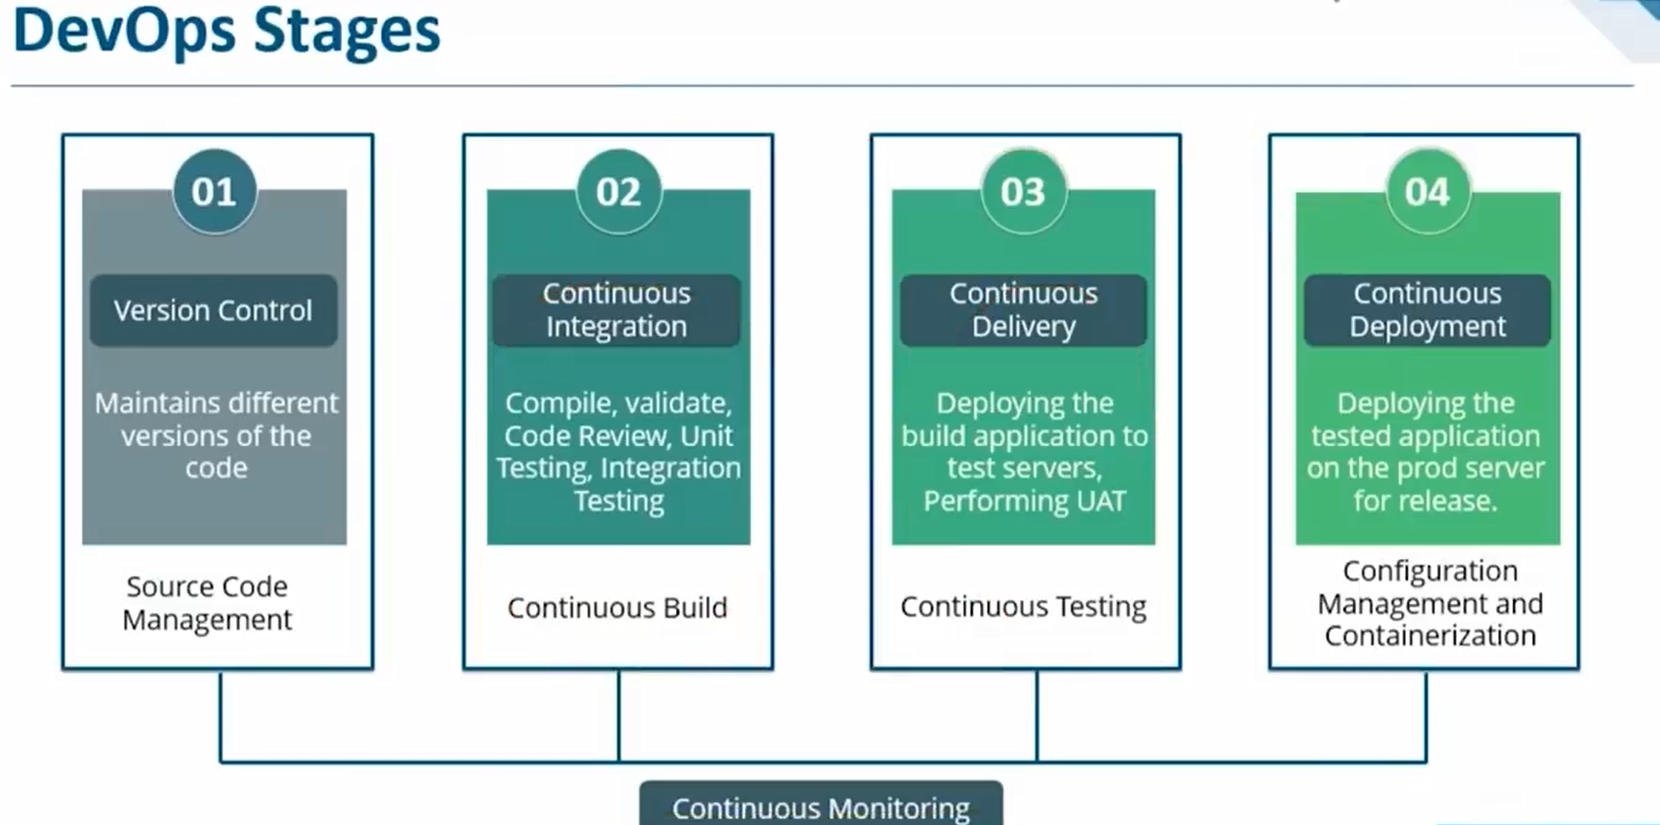 DevOps Stages
01
Version Control
Maintains different
versions of the
code
Source Code
Management
02
Continuous
Integration
Compile, validate,
Code Review, Unit
Testing, Integration
Testing
Continuous Build
03
Continuous
Delivery
Deploying the
build application to
test servers,
Performing UAT
Continuous Testing
04
Continuous
Deployment
Deploying the
tested application
on the prod server
for release.
Configuration
Management and
Containerization
Continuous Monitoring